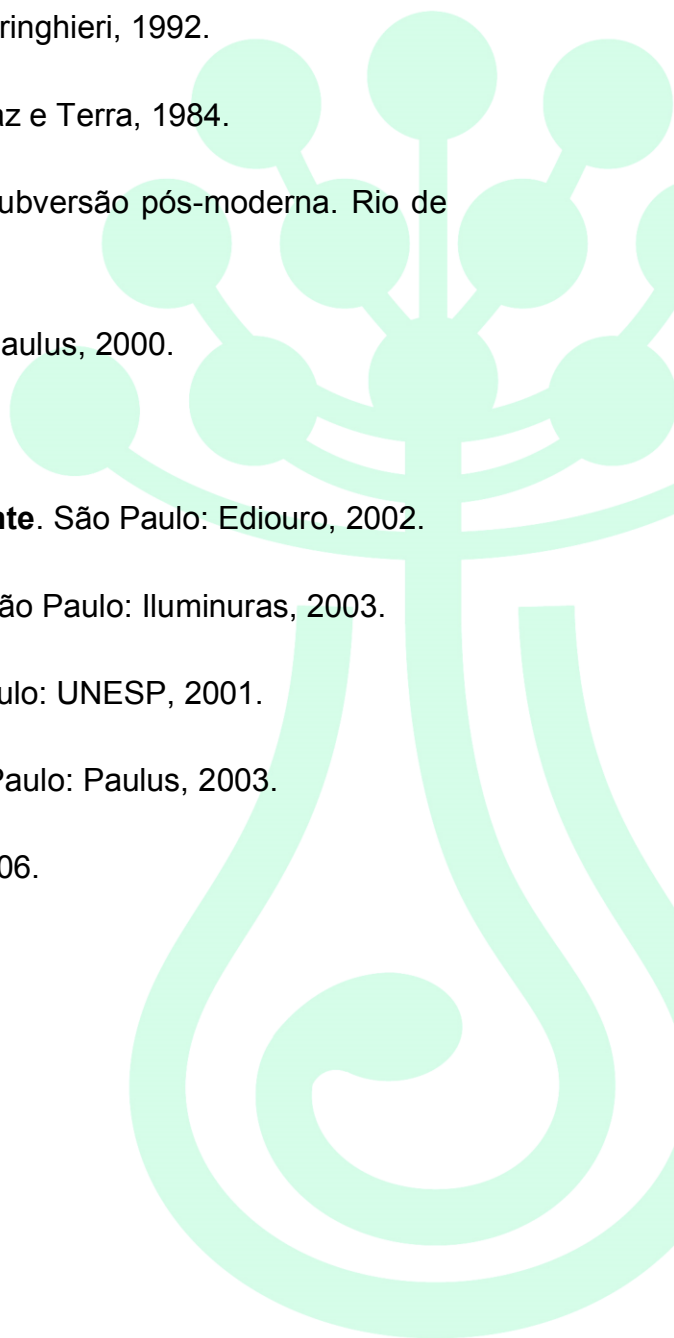 ringhieri, 1992.
az e Terra, 1984.
ubversão pós-moderna. Rio de
aulus, 2000.
nte. São Paulo: Ediouro, 2002.
ão Paulo: Iluminuras, 2003.
ulo: UNESP, 2001.
Paulo: Paulus, 2003.
06.